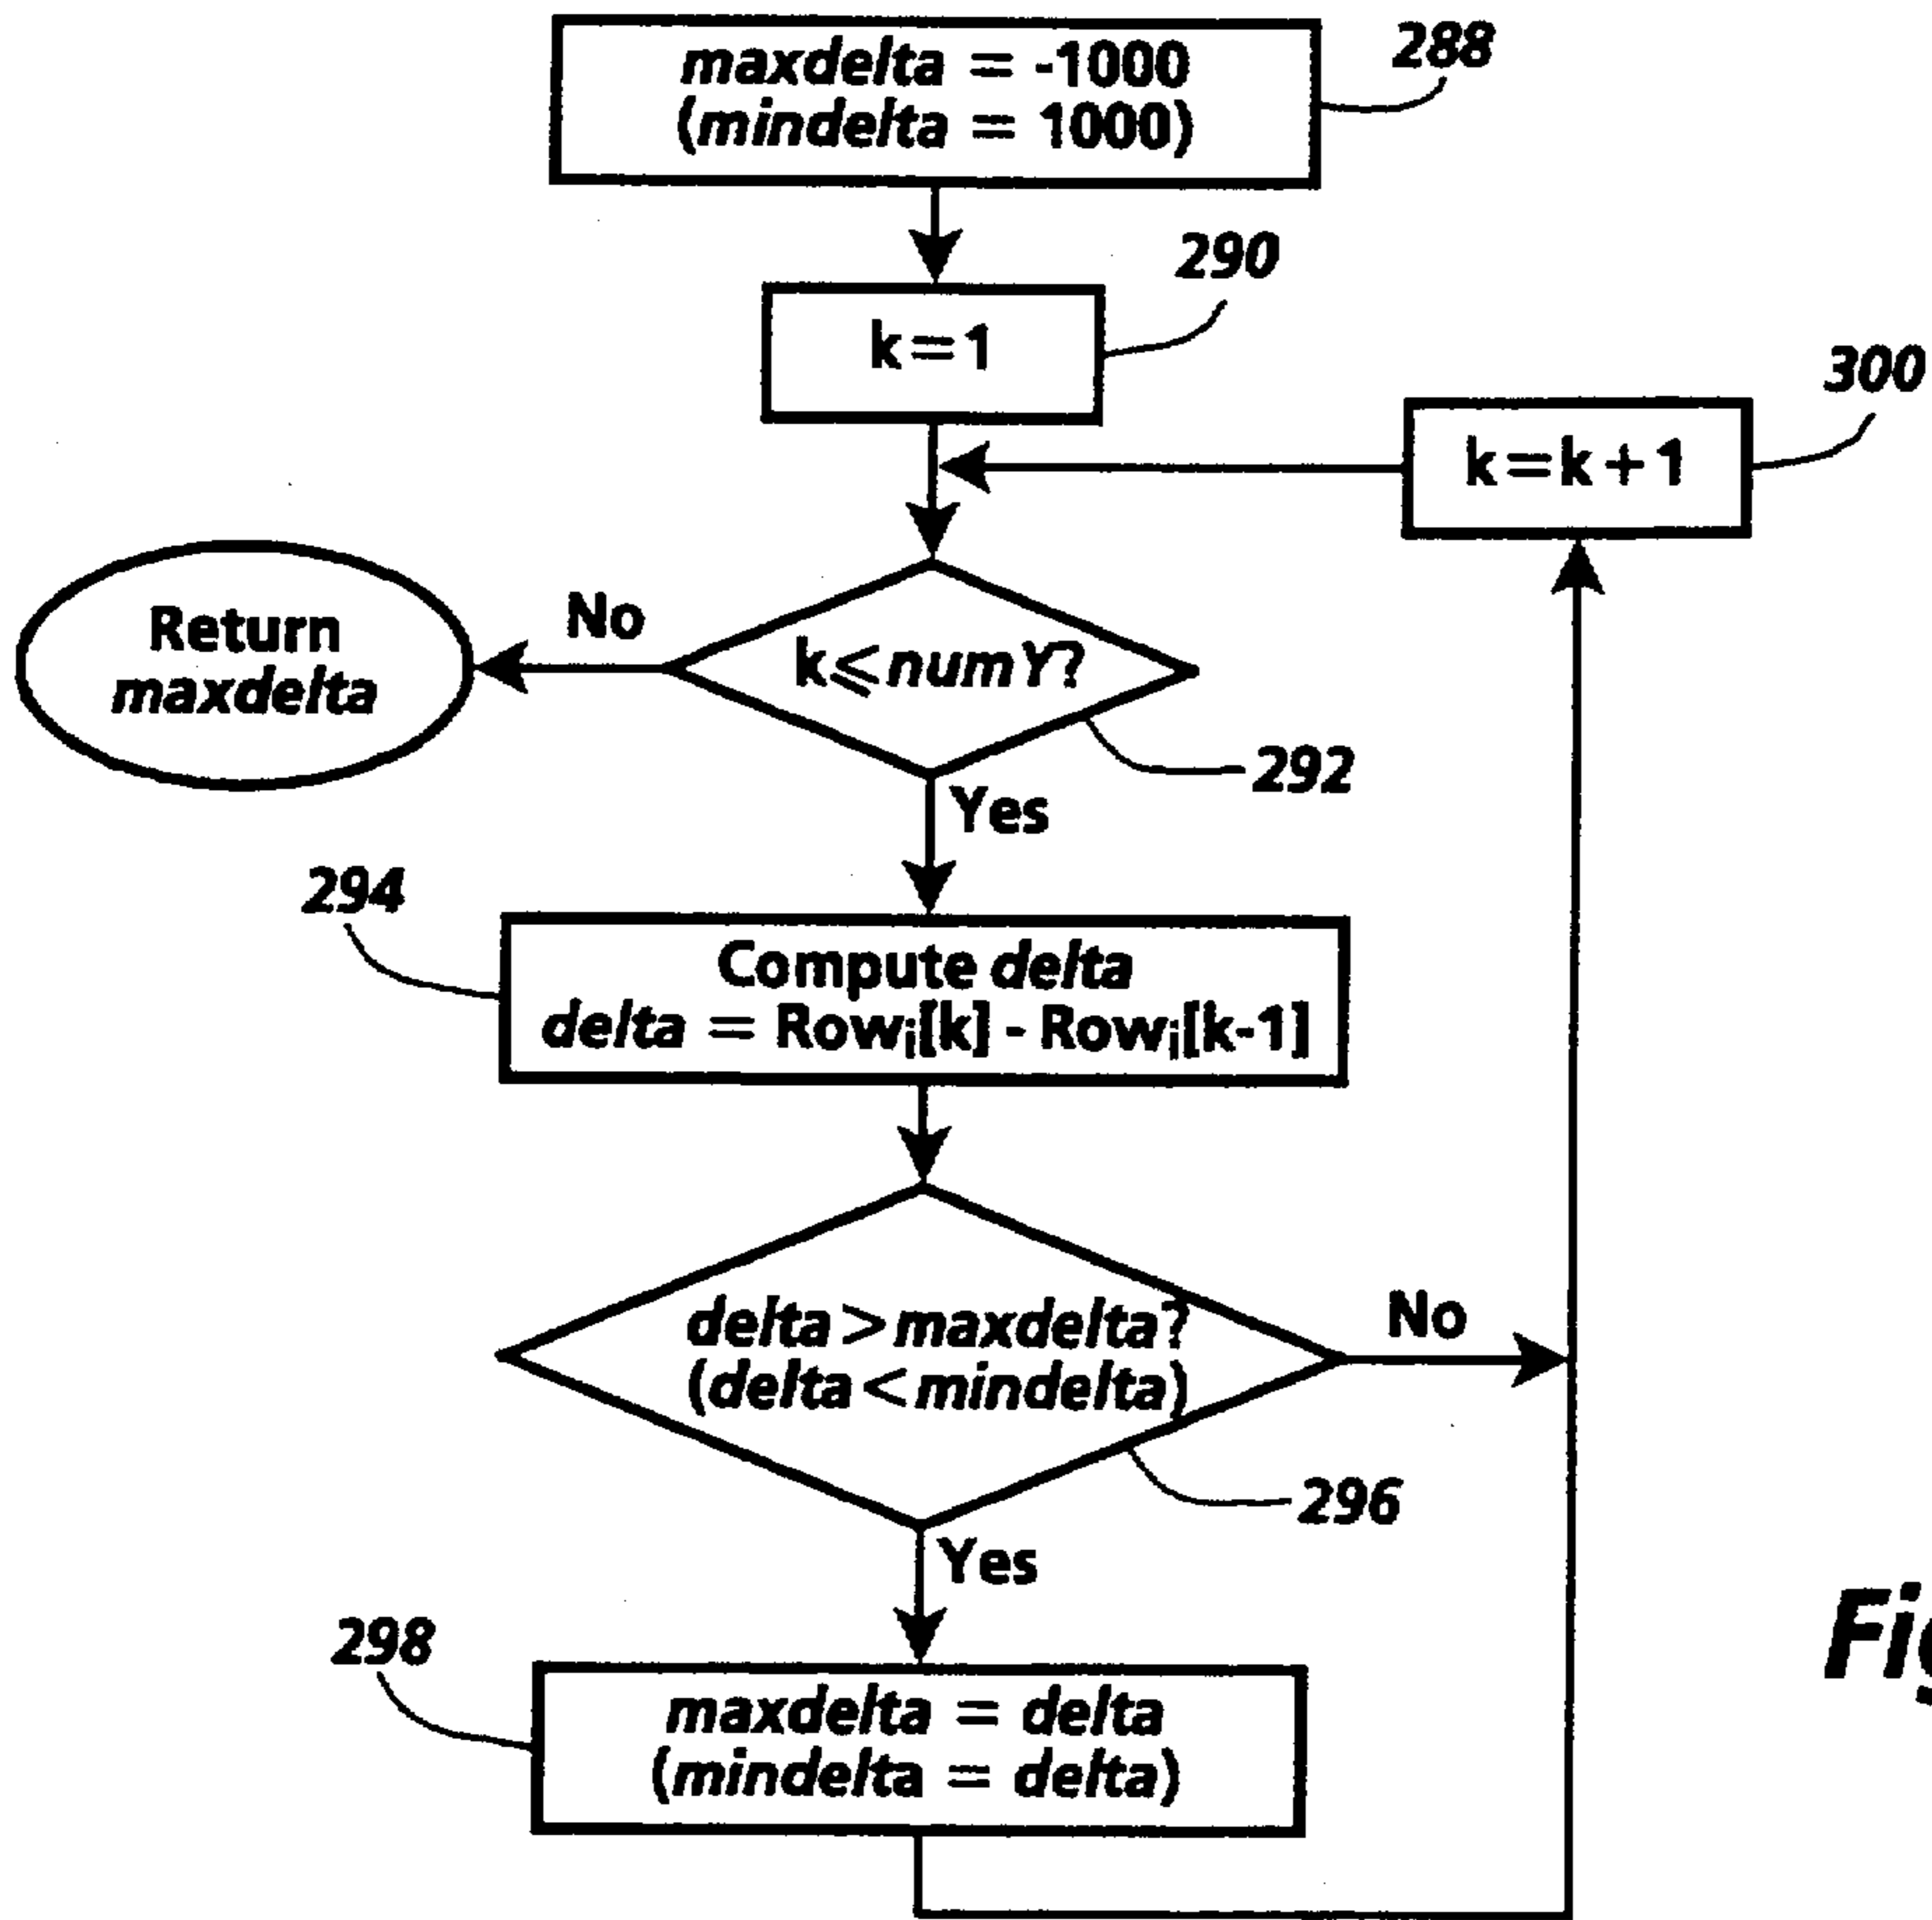 maxdelta = -1000
(mindelta = 1000)
288
k=1
290
k=k+1
300
k⩽numY?
292
No
Return
maxdelta
Yes
294
Compute delta
delta = Rowᵢ[k] - Rowᵢ[k-1]
delta>maxdelta?
(delta<mindelta)
296
No
Yes
298
maxdelta = delta
(mindelta = delta)